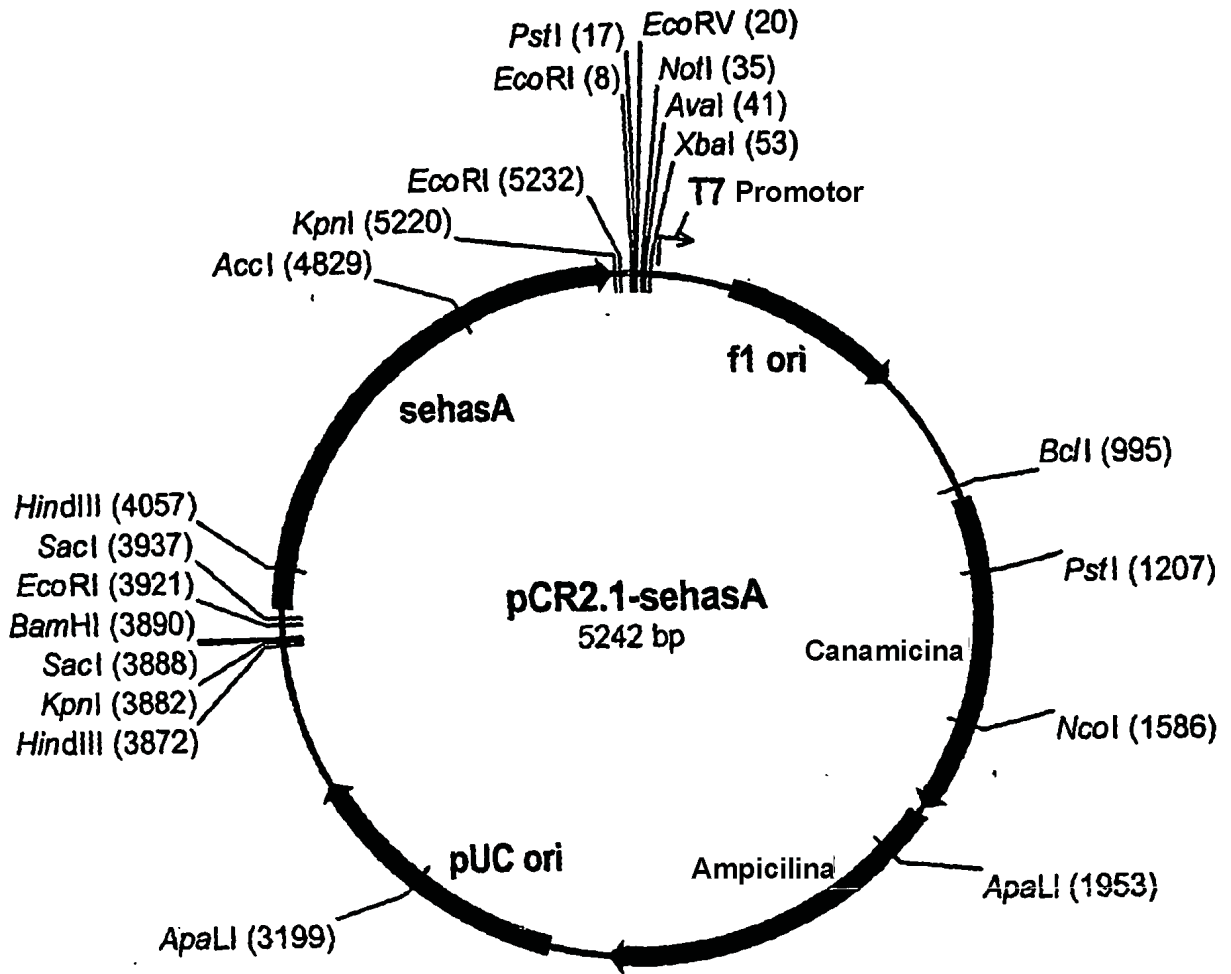 PstI (17)
EcoRV (20)
EcoRI (8)
NotI (35)
AvaI (41)
XbaI (53)
EcoRI (5232)
T7 Promotor
KpnI (5220)
AccI (4829)
f1 ori
sehasA
BclI (995)
HindIII (4057)
SacI (3937)
EcoRI (3921)
BamHI (3890)
SacI (3888)
KpnI (3882)
HindIII (3872)
PstI (1207)
pCR2.1-sehasA
5242 bp
Canamicina
NcoI (1586)
pUC ori
Ampicilina
ApaLI (1953)
ApaLI (3199)